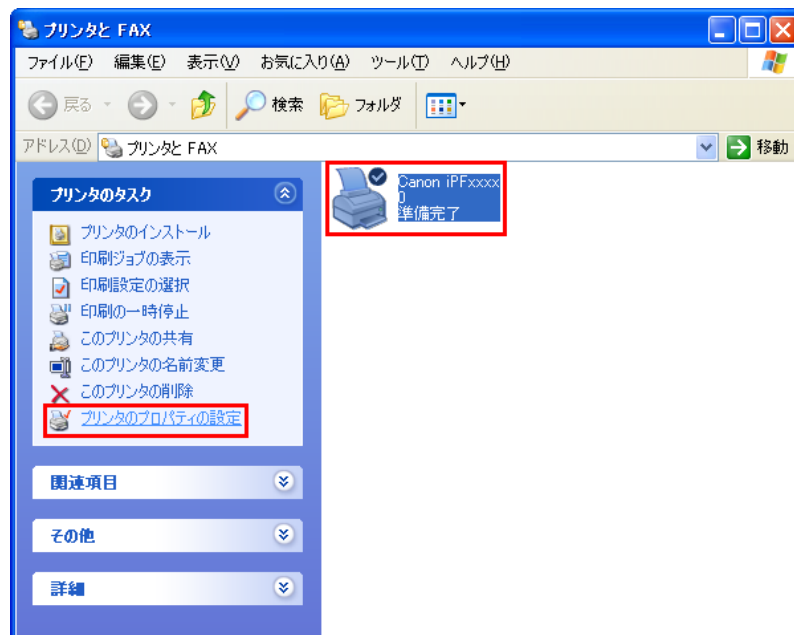 プリンタと FAX
ファイル(F) 編集(E) 表示(V) お気に入り(A) ツール(T) ヘルプ(H)
戻る 検索 フォルダ
アドレス(D) プリンタと FAX 移動
プリンタのタスク
プリンタのインストール
印刷ジョブの表示
印刷設定の選択
印刷の一時停止
このプリンタの共有
このプリンタの名前変更
このプリンタの削除
プリンタのプロパティの設定
関連項目
その他
詳細
Canon iPFxxxx
0
準備完了